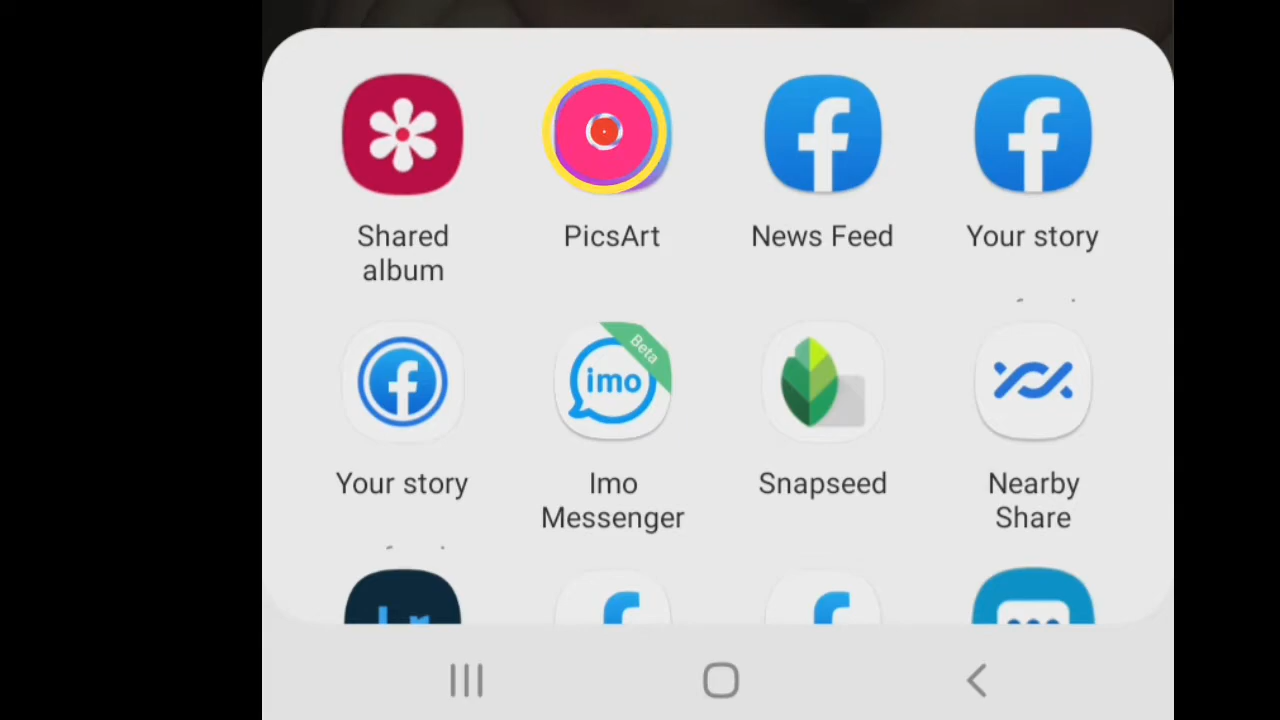 Shared
album
PicsArt
News Feed
Your story
Your story
Beta
imo
Imo
Messenger
Snapseed
Nearby
Share